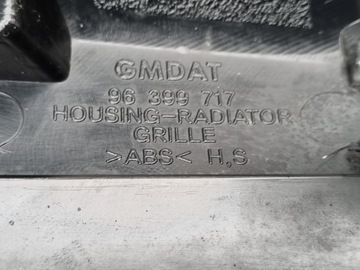 GMDAT
96 399 717
HOUSING-RADIATOR
GRILLE
>ABS< H,S